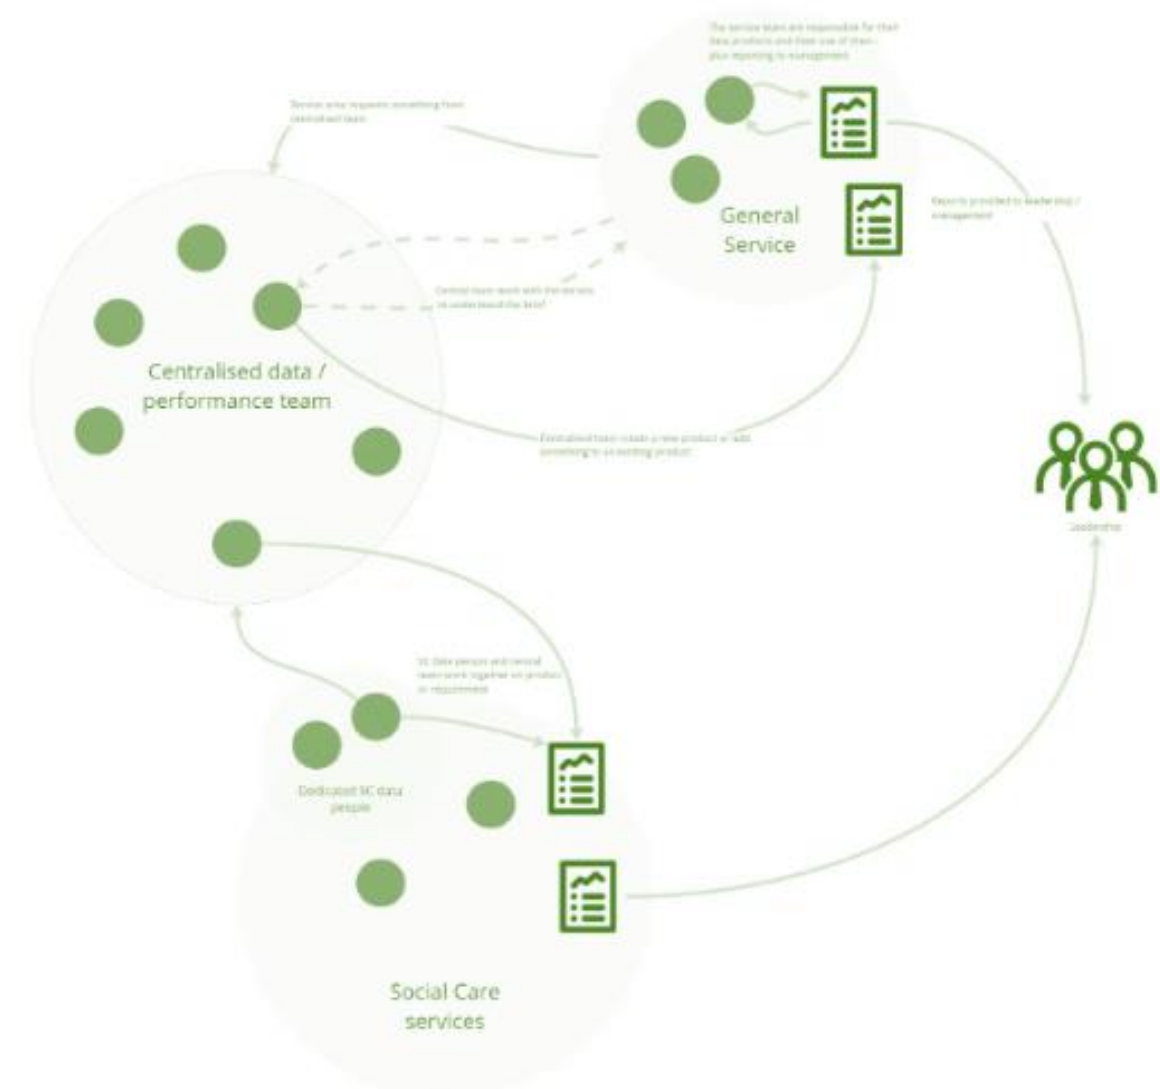 The service team are responsible for their
data products and their use of them -
plus reporting to management
Service area requests something from
centralised team
General
Service
Reports provided to leadership /
management
Central team work with the service
to understand the brief
Centralised data /
performance team
Centralised team create a new product or add
something to an existing product
Leadership
SC data person and central
team work together on product
or requirement
Dedicated SC data
people
Social Care
services